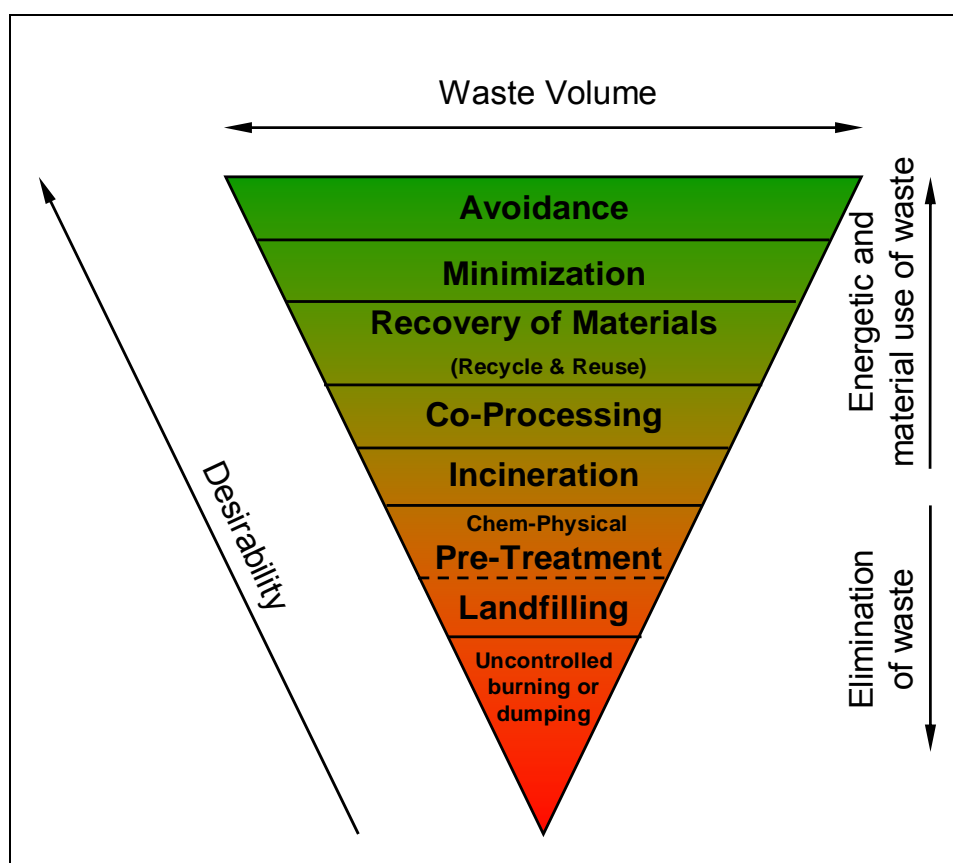 Waste Volume
Avoidance
Minimization
Recovery of Materials
(Recycle & Reuse)
Co-Processing
Incineration
Chem-Physical
Pre-Treatment
Landfilling
Uncontrolled
burning or
dumping
Desirability
Energetic and
material use of waste
Elimination
of waste